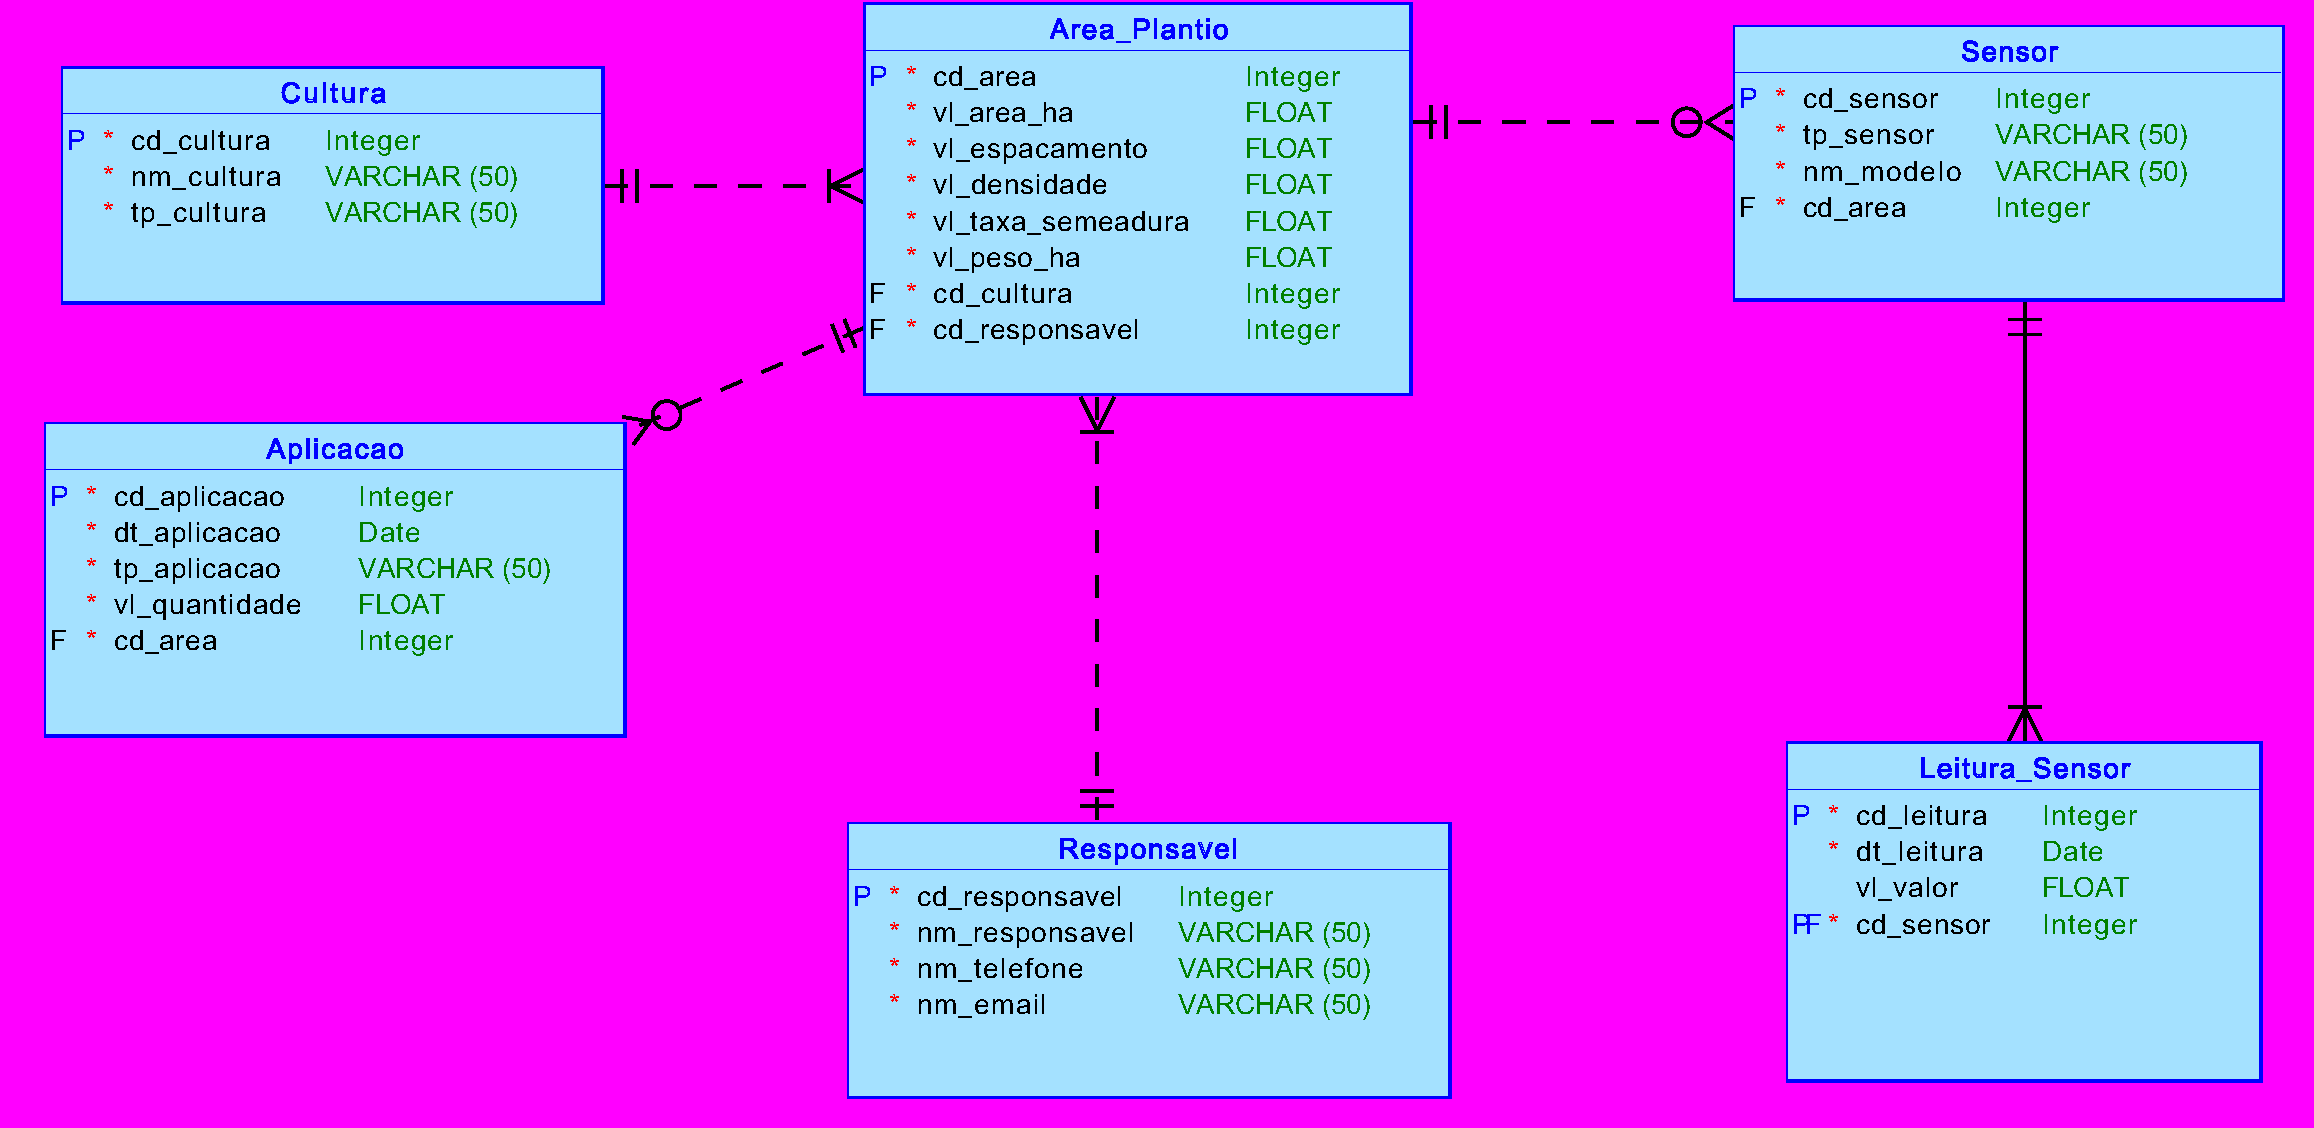 Cultura
P * cd_cultura Integer
* nm_cultura VARCHAR (50)
* tp_cultura VARCHAR (50)
Area_Plantio
P * cd_area Integer
* vl_area_ha FLOAT
* vl_espacamento FLOAT
* vl_densidade FLOAT
* vl_taxa_semeadura FLOAT
* vl_peso_ha FLOAT
F * cd_cultura Integer
F * cd_responsavel Integer
Sensor
P * cd_sensor Integer
* tp_sensor VARCHAR (50)
* nm_modelo VARCHAR (50)
F * cd_area Integer
Aplicacao
P * cd_aplicacao Integer
* dt_aplicacao Date
* tp_aplicacao VARCHAR (50)
* vl_quantidade FLOAT
F * cd_area Integer
Responsavel
P * cd_responsavel Integer
* nm_responsavel VARCHAR (50)
* nm_telefone VARCHAR (50)
* nm_email VARCHAR (50)
Leitura_Sensor
P * cd_leitura Integer
* dt_leitura Date
vl_valor FLOAT
PF * cd_sensor Integer